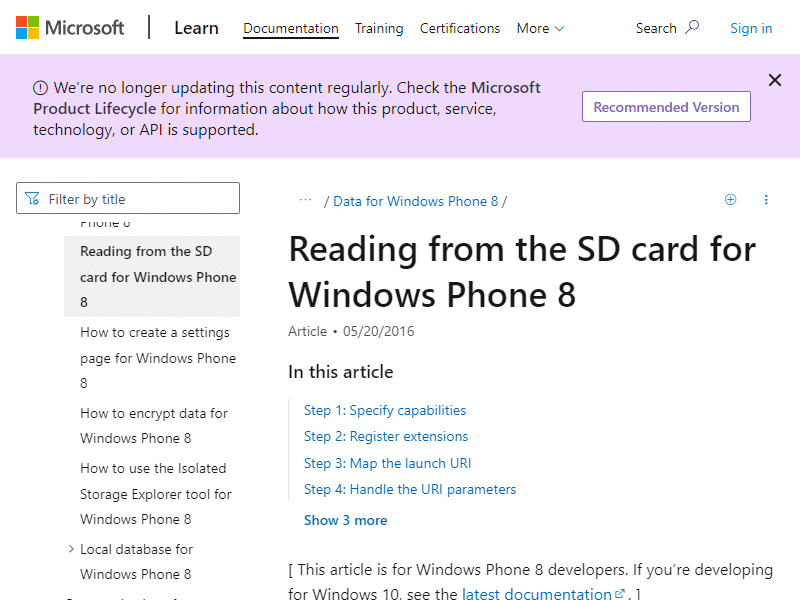 Microsoft Learn Documentation Training Certifications More Search Sign in
We're no longer updating this content regularly. Check the Microsoft
Product Lifecycle for information about how this product, service,
technology, or API is supported.
Recommended Version
Filter by title
Phone 8
Reading from the SD
card for Windows Phone
8
How to create a settings
page for Windows Phone
8
How to encrypt data for
Windows Phone 8
How to use the Isolated
Storage Explorer tool for
Windows Phone 8
Local database for
Windows Phone 8
... / Data for Windows Phone 8 /
Reading from the SD card for
Windows Phone 8
Article • 05/20/2016
In this article
Step 1: Specify capabilities
Step 2: Register extensions
Step 3: Map the launch URI
Step 4: Handle the URI parameters
Show 3 more
[ This article is for Windows Phone 8 developers. If you’re developing
for Windows 10, see the latest documentation . ]